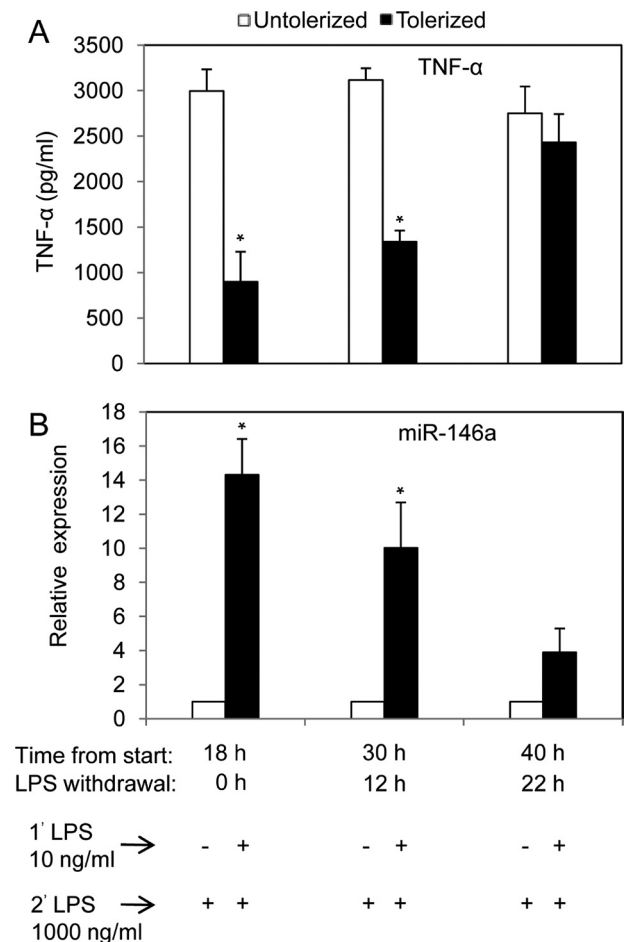 Untolerized Tolerized
A
3500
3000
2500
2000
1500
1000
500
0
TNF-α (pg/ml)
TNF-α
*
*
B
18
16
14
12
10
8
6
4
2
0
Relative expression
miR-146a
*
*
Time from start: 18 h 30 h 40 h
LPS withdrawal: 0 h 12 h 22 h
1' LPS → - + - + - +
10 ng/ml
2' LPS → + + + + + +
1000 ng/ml